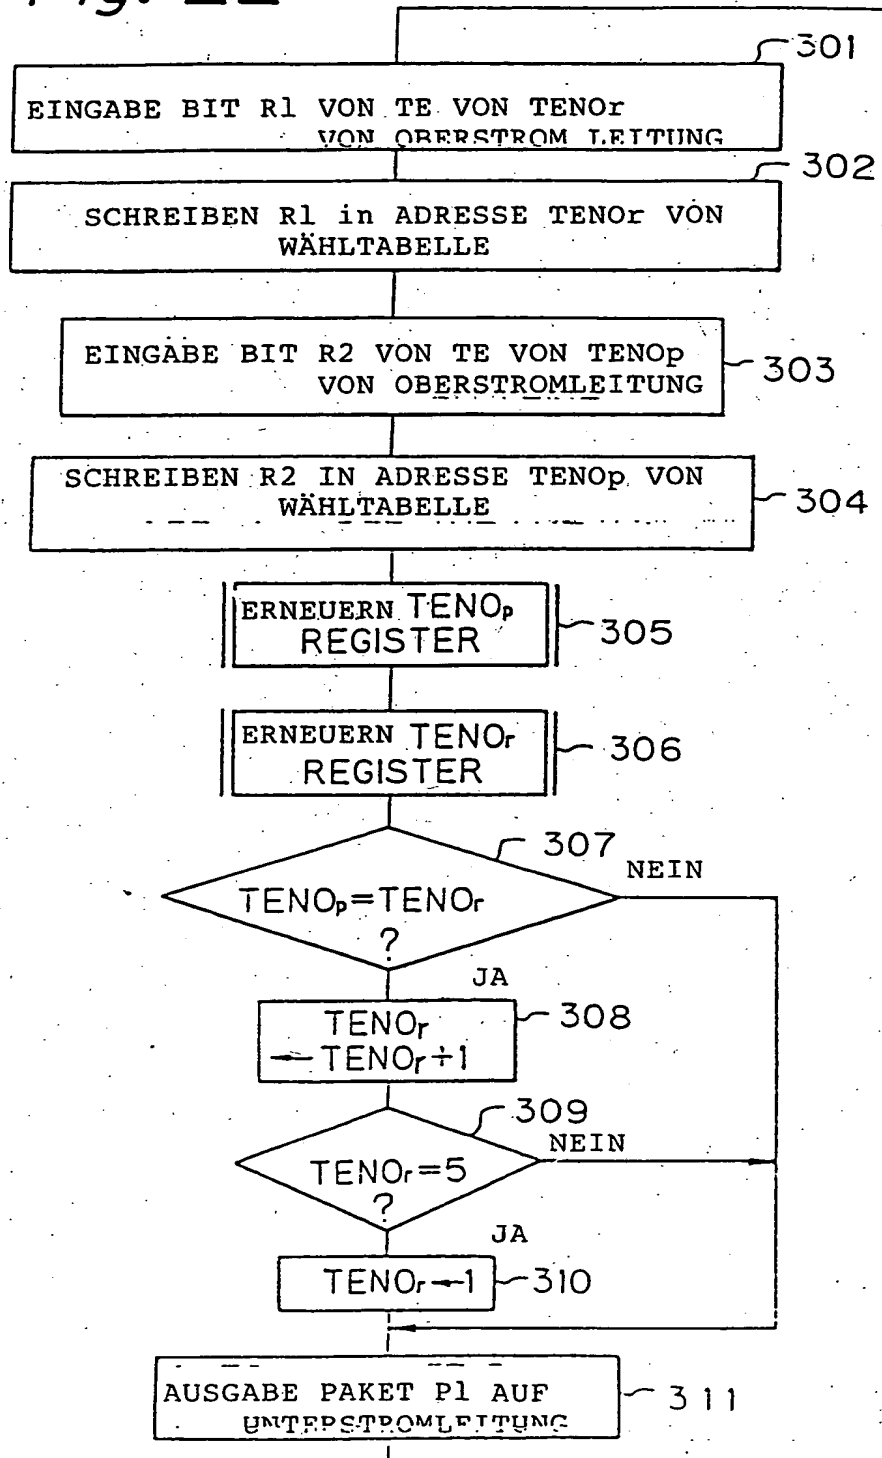 301
EINGABE BIT R1 VON TE VON TENOr
VON OBERSTROM LEITUNG
302
SCHREIBEN R1 in ADRESSE TENOr VON
WÄHLTABELLE
EINGABE BIT R2 VON TE VON TENOp
VON OBERSTROMLEITUNG
303
SCHREIBEN R2 IN ADRESSE TENOp VON
WÄHLTABELLE
304
ERNEUERN TENOp
REGISTER
305
ERNEUERN TENOr
REGISTER
306
307
NEIN
TENOp=TENOr
?
JA
TENOr
←TENOr+1
308
309
NEIN
TENOr=5
?
JA
TENOr←1
310
AUSGABE PAKET P1 AUF
UNTERSTROMLEITUNG
311